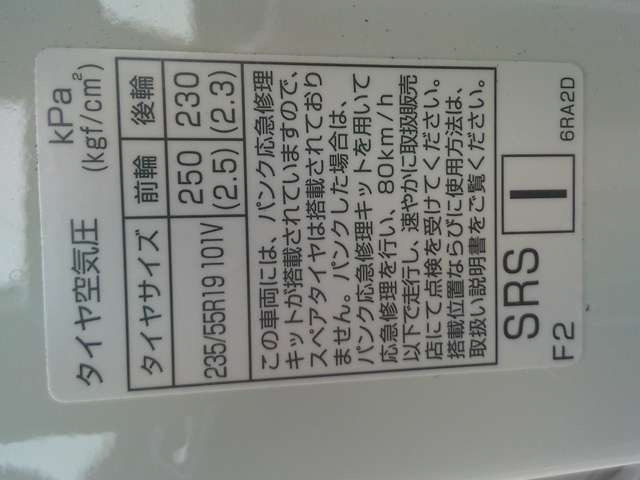 タイヤ空気圧 kPa (kgf/cm²)
タイヤサイズ 前輪 後輪
235/55R19 101V 250 (2.5) 230 (2.3)
この車両には、パンク応急修理
キットが搭載されていますので、
スペアタイヤは搭載されており
ません。パンクした場合は、
パンク応急修理キットを用いて
応急修理を行い、80km/h
以下で走行し、速やかに取扱販売
店にて点検を受けてください。
搭載位置ならびに使用方法は、
取扱い説明書をご覧ください。
SRS I
F2 6RA2D